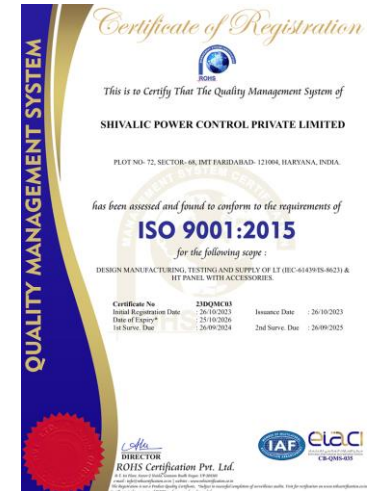 Certificate of Registration
ROHS
This is to Certify That The Quality Management System of
SHIVALIC POWER CONTROL PRIVATE LIMITED
PLOT NO- 72, SECTOR- 68, IMT FARIDABAD- 121004, HARYANA, INDIA.
has been assessed and found to conform to the requirements of
ISO 9001:2015
for the following scope :
DESIGN MANUFACTURING, TESTING AND SUPPLY OF LT (IEC-61439/IS-8623) &
HT PANEL WITH ACCESSORIES.
Certificate No 23DQMC03
Initial Registration Date : 26/10/2023 Issuance Date : 26/10/2023
Date of Expiry* : 25/10/2026
1st Surve. Due : 26/09/2024 2nd Surve. Due : 26/09/2025
QUALITY MANAGEMENT SYSTEM
DIRECTOR
ROHS Certification Pvt. Ltd.
IAF
eiaci
CB-QMS-035